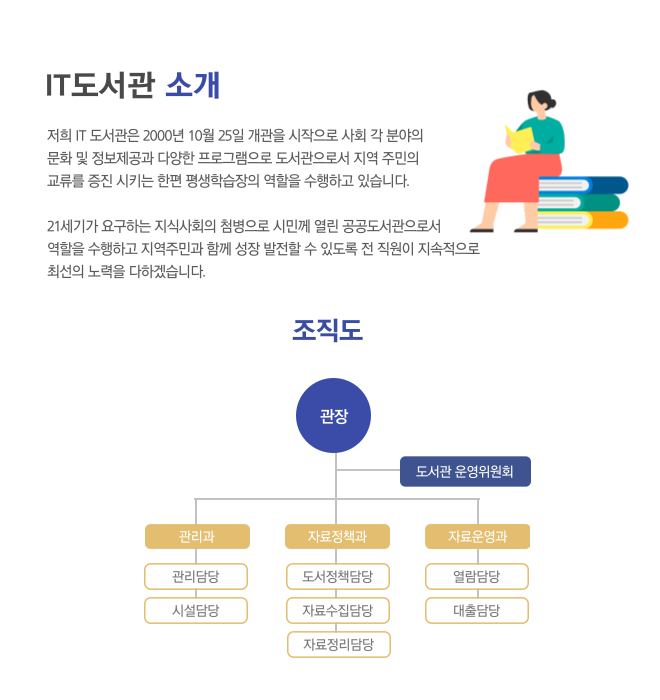 IT도서관 소개
저희 IT 도서관은 2000년 10월 25일 개관을 시작으로 사회 각 분야의
문화 및 정보제공과 다양한 프로그램으로 도서관으로서 지역 주민의
교류를 증진 시키는 한편 평생학습장의 역할을 수행하고 있습니다.
21세기가 요구하는 지식사회의 첨병으로 시민께 열린 공공도서관으로서
역할을 수행하고 지역주민과 함께 성장 발전할 수 있도록 전 직원이 지속적으로
최선의 노력을 다하겠습니다.
조직도
관장
도서관 운영위원회
관리과 자료정책과 자료운영과
관리담당 도서정책담당 열람담당
시설담당 자료수집담당 대출담당
자료정리담당